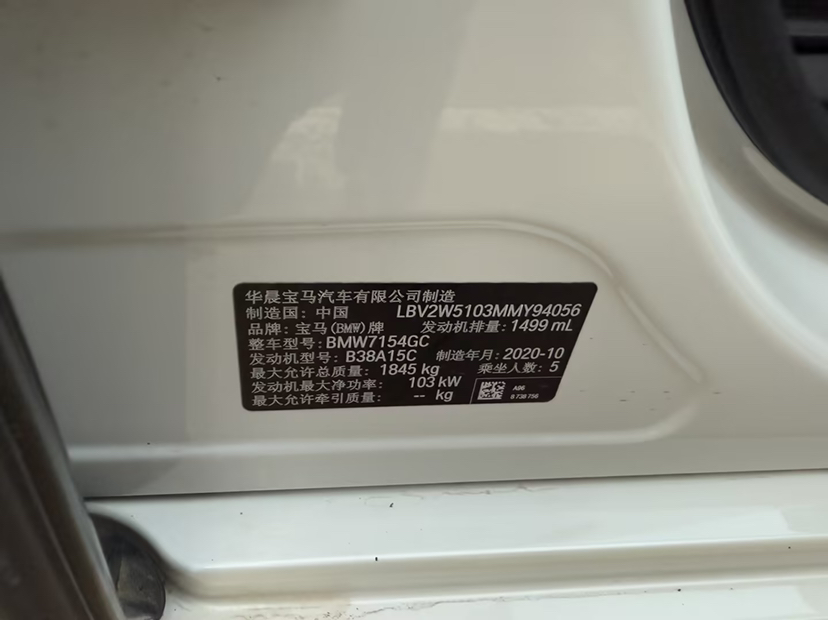 华晨宝马汽车有限公司制造
制造国: 中国 LBV2W5103MMY94056
品牌: 宝马(BMW)牌 发动机排量: 1499 mL
整车型号: BMW7154GC
发动机型号: B38A15C 制造年月: 2020-10
最大允许总质量: 1845 kg 乘坐人数: 5
发动机最大净功率: 103 kW
最大允许牵引质量: -- kg
A06
8 738 756